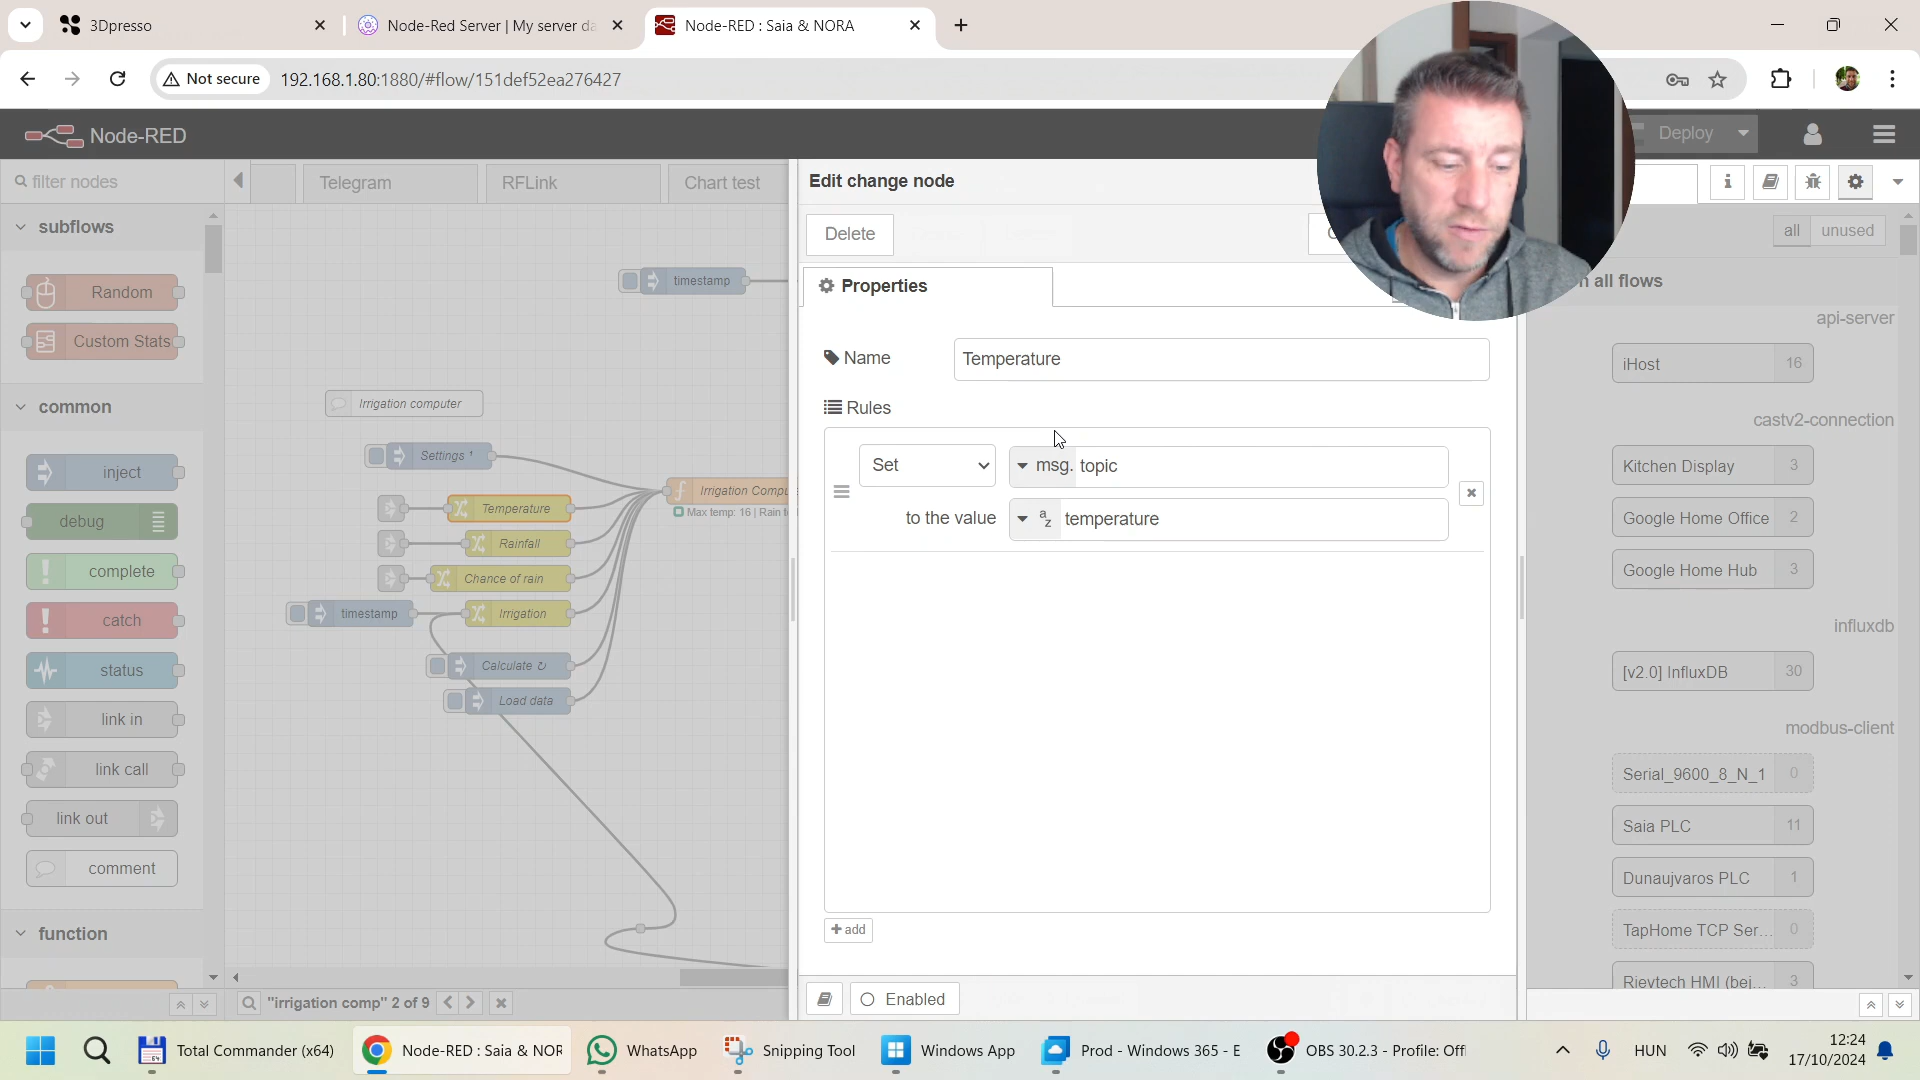 3Dpresso
Node-Red Server | My server da
Node-RED : Saia & NORA
Not secure
192.168.1.80:1880/#flow/151def52ea276427
Node-RED
Deploy
filter nodes
Telegram
RFLink
Chart test
Edit change node
Delete
all
unused
subflows
Random
Custom Stats
timestamp
Properties
n all flows
api-server
iHost
16
Name
Temperature
Irrigation computer
common
Rules
castv2-connection
Settings ¹
Set
msg. topic
Kitchen Display
3
inject
Irrigation Compu
Max temp: 16 | Rain t
Temperature
to the value
temperature
Google Home Office
2
debug
Rainfall
complete
Chance of rain
Google Home Hub
3
catch
timestamp
Irrigation
influxdb
status
Calculate ↻
[v2.0] InfluxDB
30
link in
Load data
modbus-client
link call
Serial_9600_8_N_1
0
link out
Saia PLC
11
comment
Dunaujvaros PLC
1
function
+ add
TapHome TCP Ser...
0
Rievtech HMI (bej...
3
"irrigation comp" 2 of 9
Enabled
Total Commander (x64)
Node-RED : Saia & NOR
WhatsApp
Snipping Tool
Windows App
Prod - Windows 365 - E
OBS 30.2.3 - Profile: Offl
HUN
12:24
17/10/2024